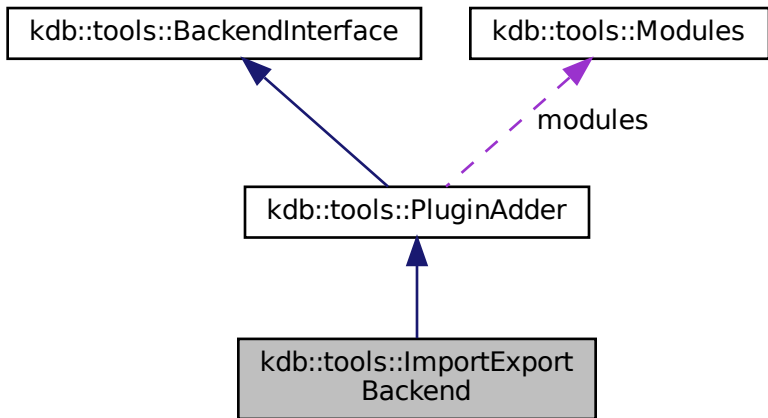 kdb::tools::BackendInterface
kdb::tools::Modules
modules
kdb::tools::PluginAdder
kdb::tools::ImportExport
Backend